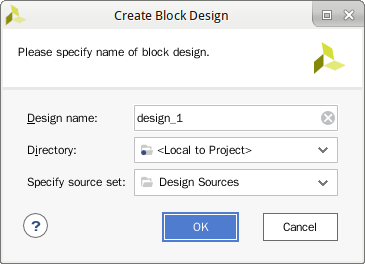 Create Block Design
Please specify name of block design.
Design name: design_1
Directory: <Local to Project>
Specify source set: Design Sources
? OK Cancel